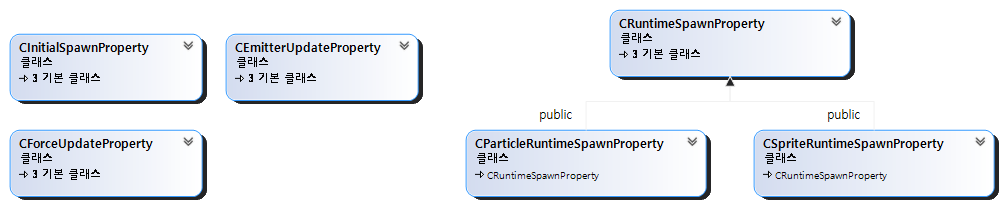 CInitialSpawnProperty
클래스
3 기본 클래스
CEmitterUpdateProperty
클래스
3 기본 클래스
CForceUpdateProperty
클래스
3 기본 클래스
CRuntimeSpawnProperty
클래스
3 기본 클래스
public
public
CParticleRuntimeSpawnProperty
클래스
CRuntimeSpawnProperty
CSpriteRuntimeSpawnProperty
클래스
CRuntimeSpawnProperty